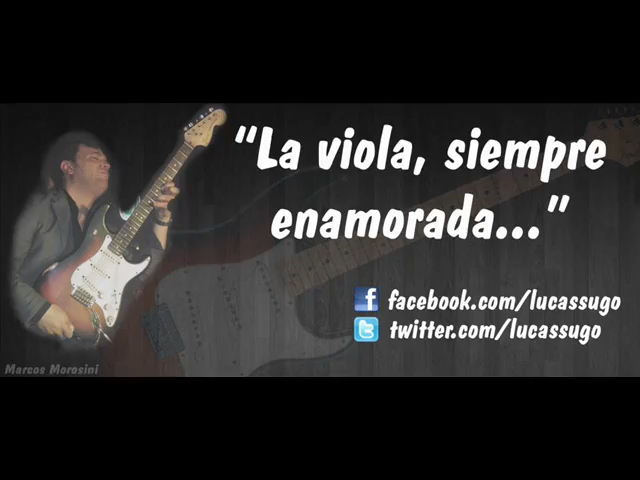 “La viola, siempre
enamorada...”
facebook.com/lucassugo
twitter.com/lucassugo
Marcos Morosini